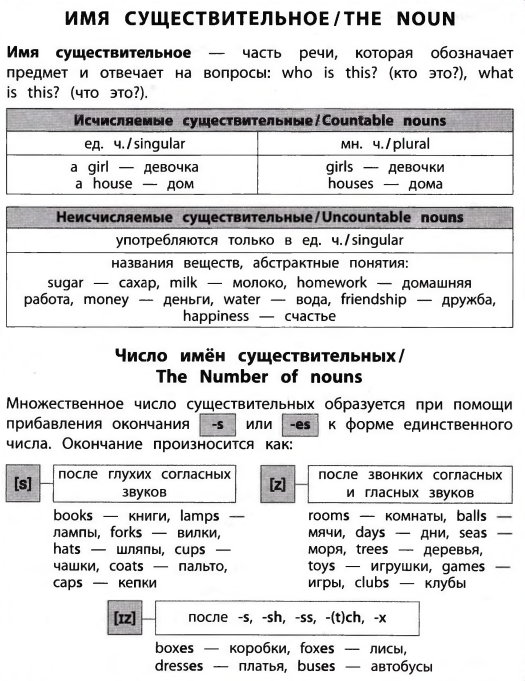 ИМЯ СУЩЕСТВИТЕЛЬНОЕ/THE NOUN
Имя существительное — часть речи, которая обозначает
предмет и отвечает на вопросы: who is this? (кто это?), what
is this? (что это?).
Исчисляемые существительные/Countable nouns
ед. ч./singular
мн. ч./plural
a girl — девочка
a house — дом
girls — девочки
houses — дома
Неисчисляемые существительные/Uncountable nouns
употребляются только в ед. ч./singular
названия веществ, абстрактные понятия:
sugar — сахар, milk — молоко, homework — домашняя
работа, money — деньги, water — вода, friendship — дружба,
happiness — счастье
Число имён существительных/
The Number of nouns
Множественное число существительных образуется при помощи
прибавления окончания -s или -es к форме единственного
числа. Окончание произносится как:
[s]
после глухих согласных
звуков
books — книги, lamps —
лампы, forks — вилки,
hats — шляпы, cups —
чашки, coats — пальто,
caps — кепки
[z]
после звонких согласных
и гласных звуков
rooms — комнаты, balls —
мячи, days — дни, seas —
моря, trees — деревья,
toys — игрушки, games —
игры, clubs — клубы
[ɪz]
после -s, -sh, -ss, -(t)ch, -x
boxes — коробки, foxes — лисы,
dresses — платья, buses — автобусы